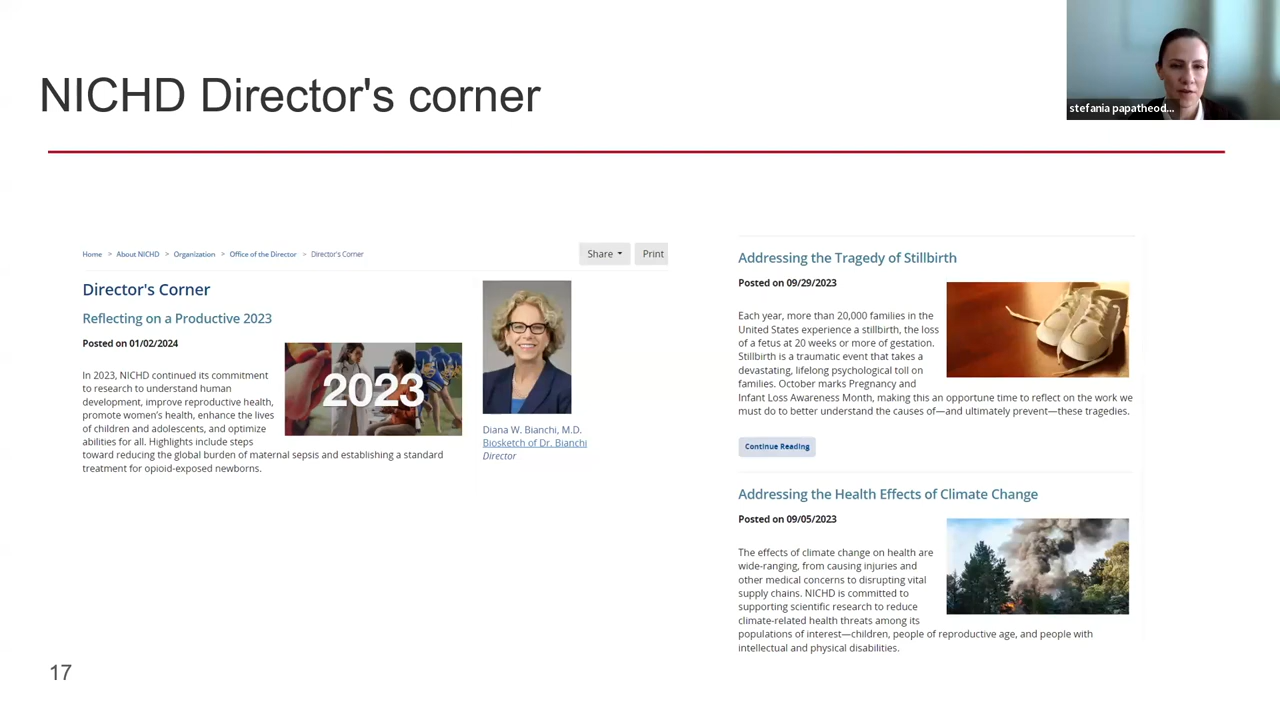 NICHD Director's corner
stefania papatheod...
Home > About NICHD > Organization > Office of the Director > Director's Corner
Share
Print
Director's Corner
Reflecting on a Productive 2023
Posted on 01/02/2024
In 2023, NICHD continued its commitment
to research to understand human
development, improve reproductive health,
promote women's health, enhance the lives
of children and adolescents, and optimize
abilities for all. Highlights include steps
toward reducing the global burden of maternal sepsis and establishing a standard
treatment for opioid-exposed newborns.
2023
Diana W. Bianchi, M.D.
Biosketch of Dr. Bianchi
Director
Addressing the Tragedy of Stillbirth
Posted on 09/29/2023
Each year, more than 20,000 families in the
United States experience a stillbirth, the loss
of a fetus at 20 weeks or more of gestation.
Stillbirth is a traumatic event that takes a
devastating, lifelong psychological toll on
families. October marks Pregnancy and
Infant Loss Awareness Month, making this an opportune time to reflect on the work we
must do to better understand the causes of—and ultimately prevent—these tragedies.
Continue Reading
Addressing the Health Effects of Climate Change
Posted on 09/05/2023
The effects of climate change on health are
wide-ranging, from causing injuries and
other medical concerns to disrupting vital
supply chains. NICHD is committed to
supporting scientific research to reduce
climate-related health threats among its
populations of interest—children, people of reproductive age, and people with
intellectual and physical disabilities.
17